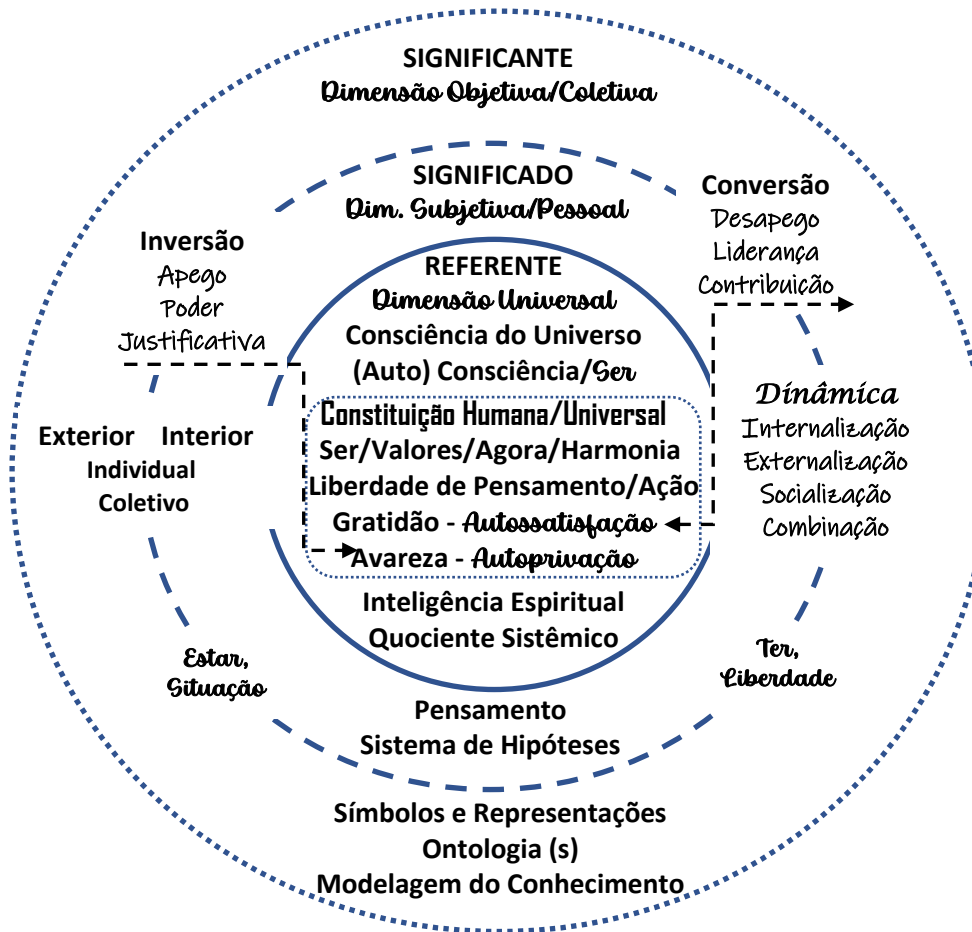 SIGNIFICANTE
Dimensão Objetiva/Coletiva
SIGNIFICADO
Dim. Subjetiva/Pessoal
Conversão
Desapego
Liderança
Contribuição
Inversão
Apego
Poder
Justificativa
REFERENTE
Dimensão Universal
Consciência do Universo
(Auto) Consciência/Ser
Constituição Humana/Universal
Ser/Valores/Agora/Harmonia
Liberdade de Pensamento/Ação
Gratidão - Autossatisfação
Avareza - Autoprivação
Inteligência Espiritual
Quociente Sistêmico
Exterior Interior
Individual
Coletivo
Dinâmica
Internalização
Externalização
Socialização
Combinação
Estar,
Situação
Ter,
Liberdade
Pensamento
Sistema de Hipóteses
Símbolos e Representações
Ontologia (s)
Modelagem do Conhecimento